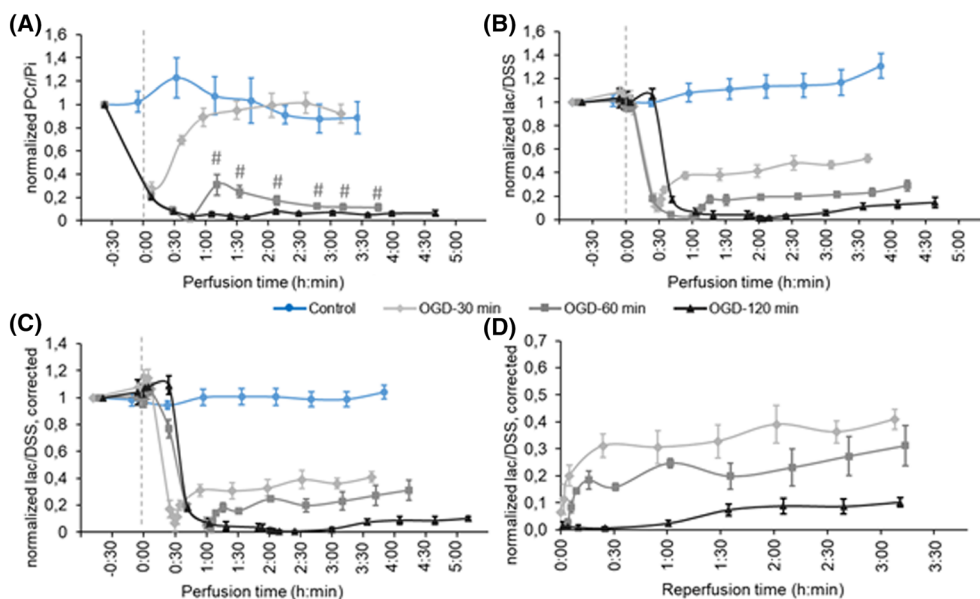 (A)
normalized PCr/Pi
1,6
1,4
1,2
1
0,8
0,6
0,4
0,2
0
# # # # # #
-0:30 0:00 0:30 1:00 1:30 2:00 2:30 3:00 3:30 4:00 4:30 5:00
Perfusion time (h:min)
(B)
normalized lac/DSS
1,6
1,4
1,2
1
0,8
0,6
0,4
0,2
0
-0:30 0:00 0:30 1:00 1:30 2:00 2:30 3:00 3:30 4:00 4:30 5:00
Perfusion time (h:min)
Control OGD-30 min OGD-60 min OGD-120 min
(C)
normalized lac/DSS, corrected
1,4
1,2
1
0,8
0,6
0,4
0,2
0
-0:30 0:00 0:30 1:00 1:30 2:00 2:30 3:00 3:30 4:00 4:30 5:00
Perfusion time (h:min)
(D)
normalized lac/DSS, corrected
0,7
0,6
0,5
0,4
0,3
0,2
0,1
0,0
0:00 0:30 1:00 1:30 2:00 2:30 3:00 3:30
Reperfusion time (h:min)